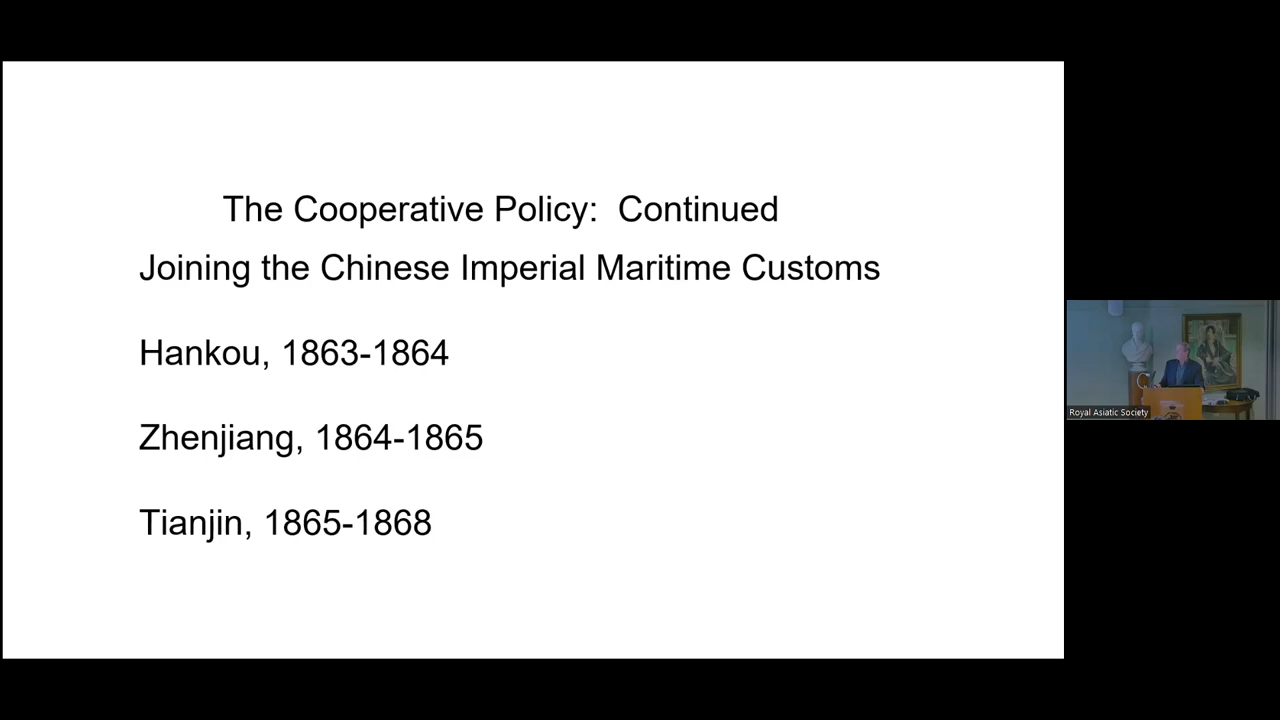 The Cooperative Policy:  Continued
Joining the Chinese Imperial Maritime Customs
Hankou, 1863-1864
Zhenjiang, 1864-1865
Tianjin, 1865-1868
Royal Asiatic Society